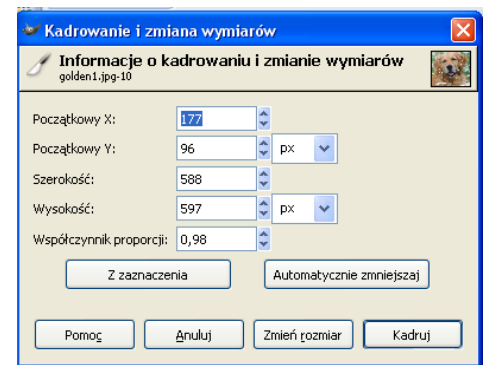 Kadrowanie i zmiana wymiarów
Informacje o kadrowaniu i zmianie wymiarów
golden1.jpg-10
Początkowy X: 177
Początkowy Y: 96 px
Szerokość: 588
Wysokość: 597 px
Współczynnik proporcji: 0,98
Z zaznaczenia Automatycznie zmniejszaj
Pomoc Anuluj Zmień rozmiar Kadruj